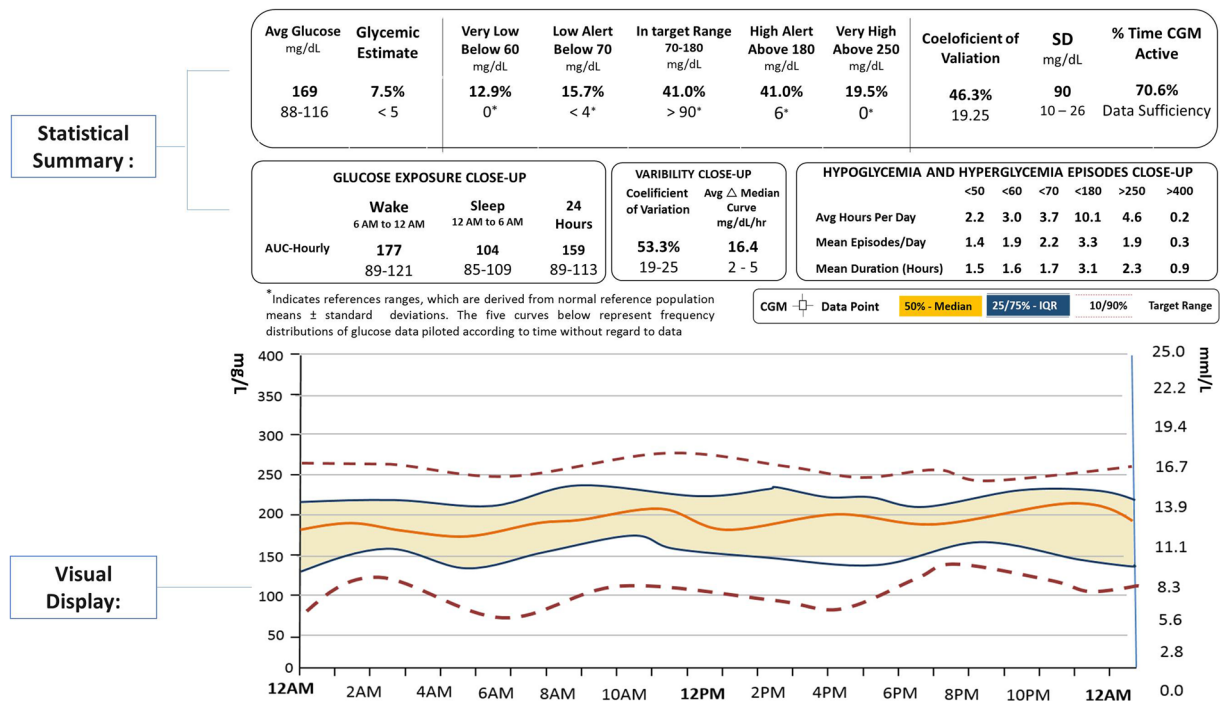 Statistical
Summary :
Avg Glucose
mg/dL
169
88-116
Glycemic
Estimate
7.5%
< 5
Very Low
Below 60
mg/dL
12.9%
0*
Low Alert
Below 70
mg/dL
15.7%
< 4*
In target Range
70-180
mg/dL
41.0%
> 90*
High Alert
Above 180
mg/dL
41.0%
6*
Very High
Above 250
mg/dL
19.5%
0*
Coeloficient of
Valiation
46.3%
19.25
SD
mg/dL
90
10 – 26
% Time CGM
Active
70.6%
Data Sufficiency
GLUCOSE EXPOSURE CLOSE-UP
Wake
6 AM to 12 AM
Sleep
12 AM to 6 AM
24
Hours
AUC-Hourly 177 104 159
89-121 85-109 89-113
VARIBILITY CLOSE-UP
Coelificient
of Variation
Avg △ Median
Curve
mg/dL/hr
53.3% 16.4
19-25 2 - 5
HYPOGLYCEMIA AND HYPERGLYCEMIA EPISODES CLOSE-UP
<50 <60 <70 <180 >250 >400
Avg Hours Per Day 2.2 3.0 3.7 10.1 4.6 0.2
Mean Episodes/Day 1.4 1.9 2.2 3.3 1.9 0.3
Mean Duration (Hours) 1.5 1.6 1.7 3.1 2.3 0.9
*Indicates references ranges, which are derived from normal reference population
means ± standard deviations. The five curves below represent frequency
distributions of glucose data piloted according to time without regard to data
CGM Data Point 50% - Median 25/75% - IQR 10/90% Target Range
Visual
Display:
mg/L
400
350
300
250
200
150
100
50
0
mml/L
25.0
22.2
19.4
16.7
13.9
11.1
8.3
5.6
2.8
0.0
12AM 2AM 4AM 6AM 8AM 10AM 12PM 2PM 4PM 6PM 8PM 10PM 12AM